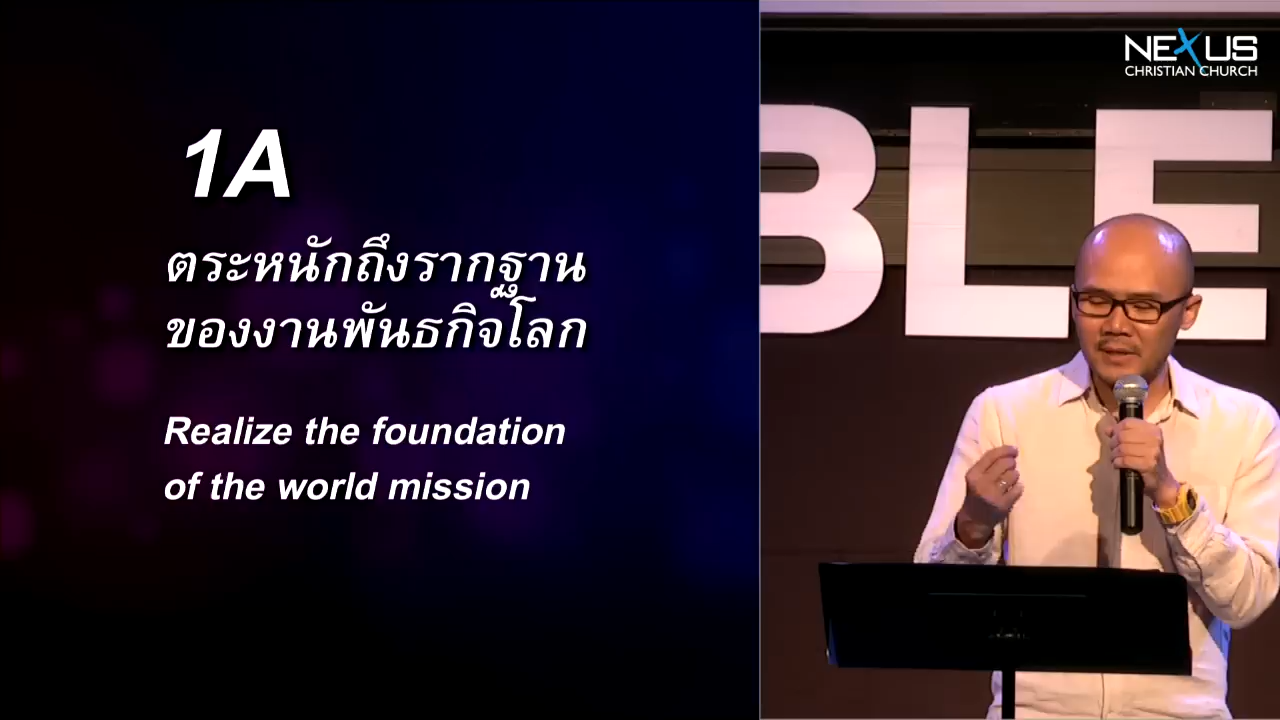 1A
ตระหนักถึงรากฐาน
ของงานพันธกิจโลก
Realize the foundation
of the world mission
NEXUS
CHRISTIAN CHURCH
BLE